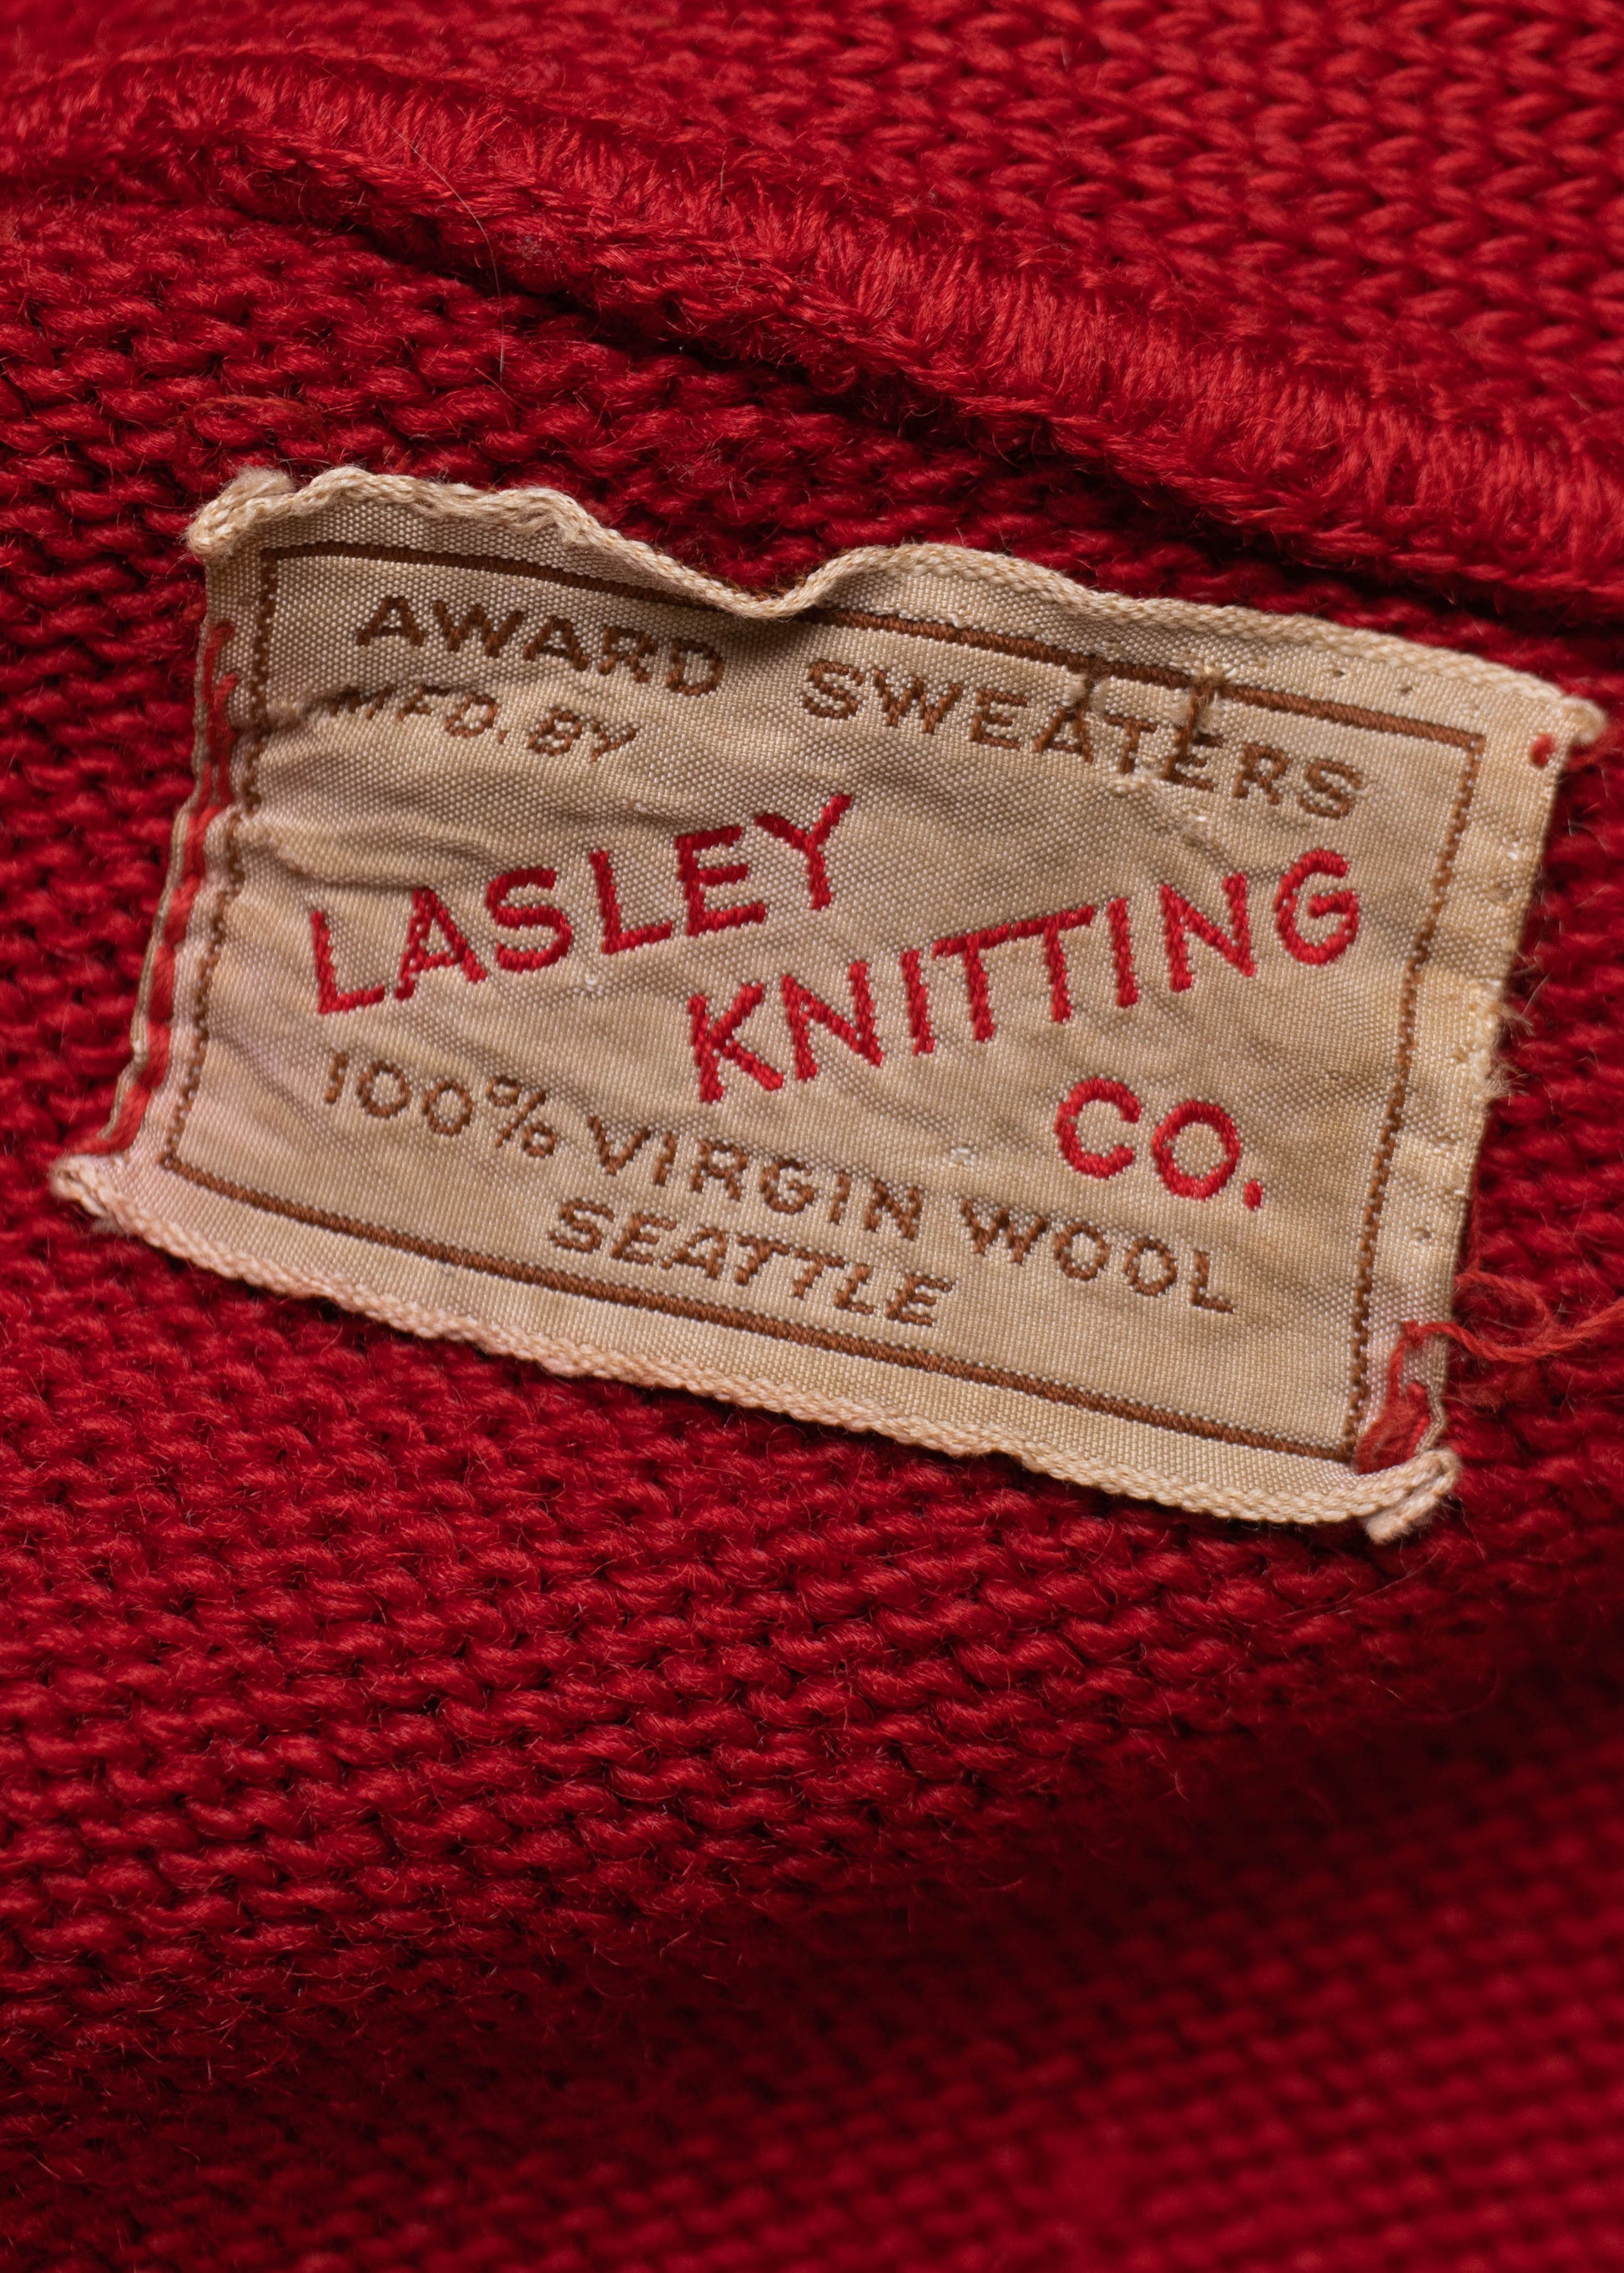 AWARD SWEATERS
MFD. BY
LASLEY
KNITTING
CO.
100% VIRGIN WOOL
SEATTLE